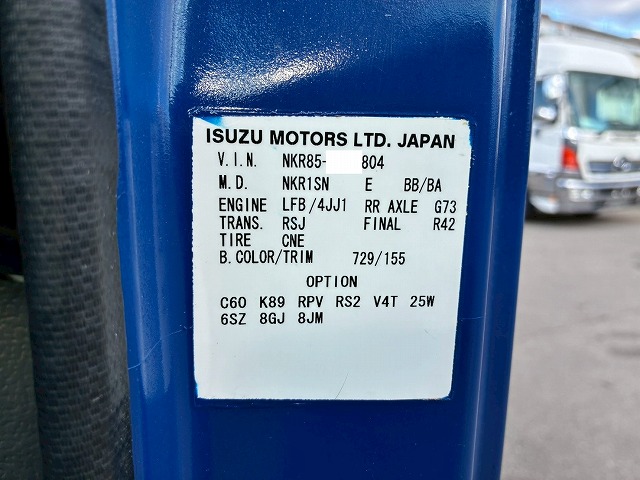 ISUZU MOTORS LTD. JAPAN
V.I.N. NKR85- 804
M.D. NKR1SN E BB/BA
ENGINE LFB/4JJ1 RR AXLE G73
TRANS. RSJ FINAL R42
TIRE CNE
B.COLOR/TRIM 729/155
OPTION
C60 K89 RPV RS2 V4T 25W
6SZ 8GJ 8JM